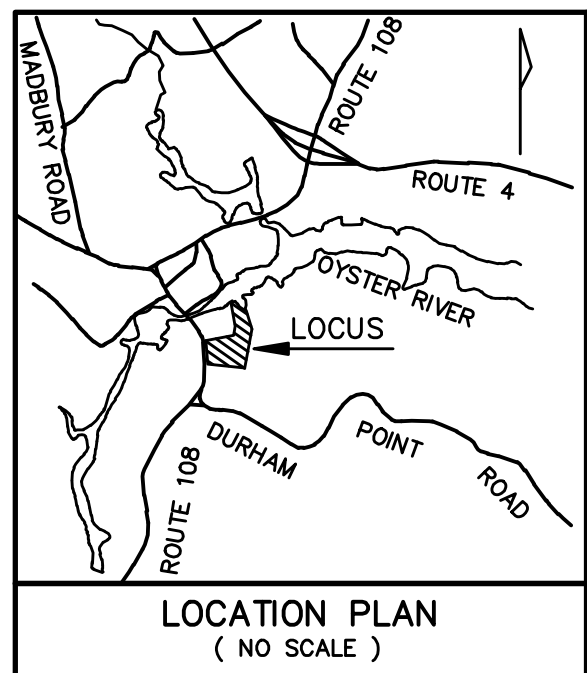 MADBURY ROAD
ROUTE 108
ROUTE 4
OYSTER RIVER
LOCUS
DURHAM POINT ROAD
ROUTE 108
LOCATION PLAN
( NO SCALE )